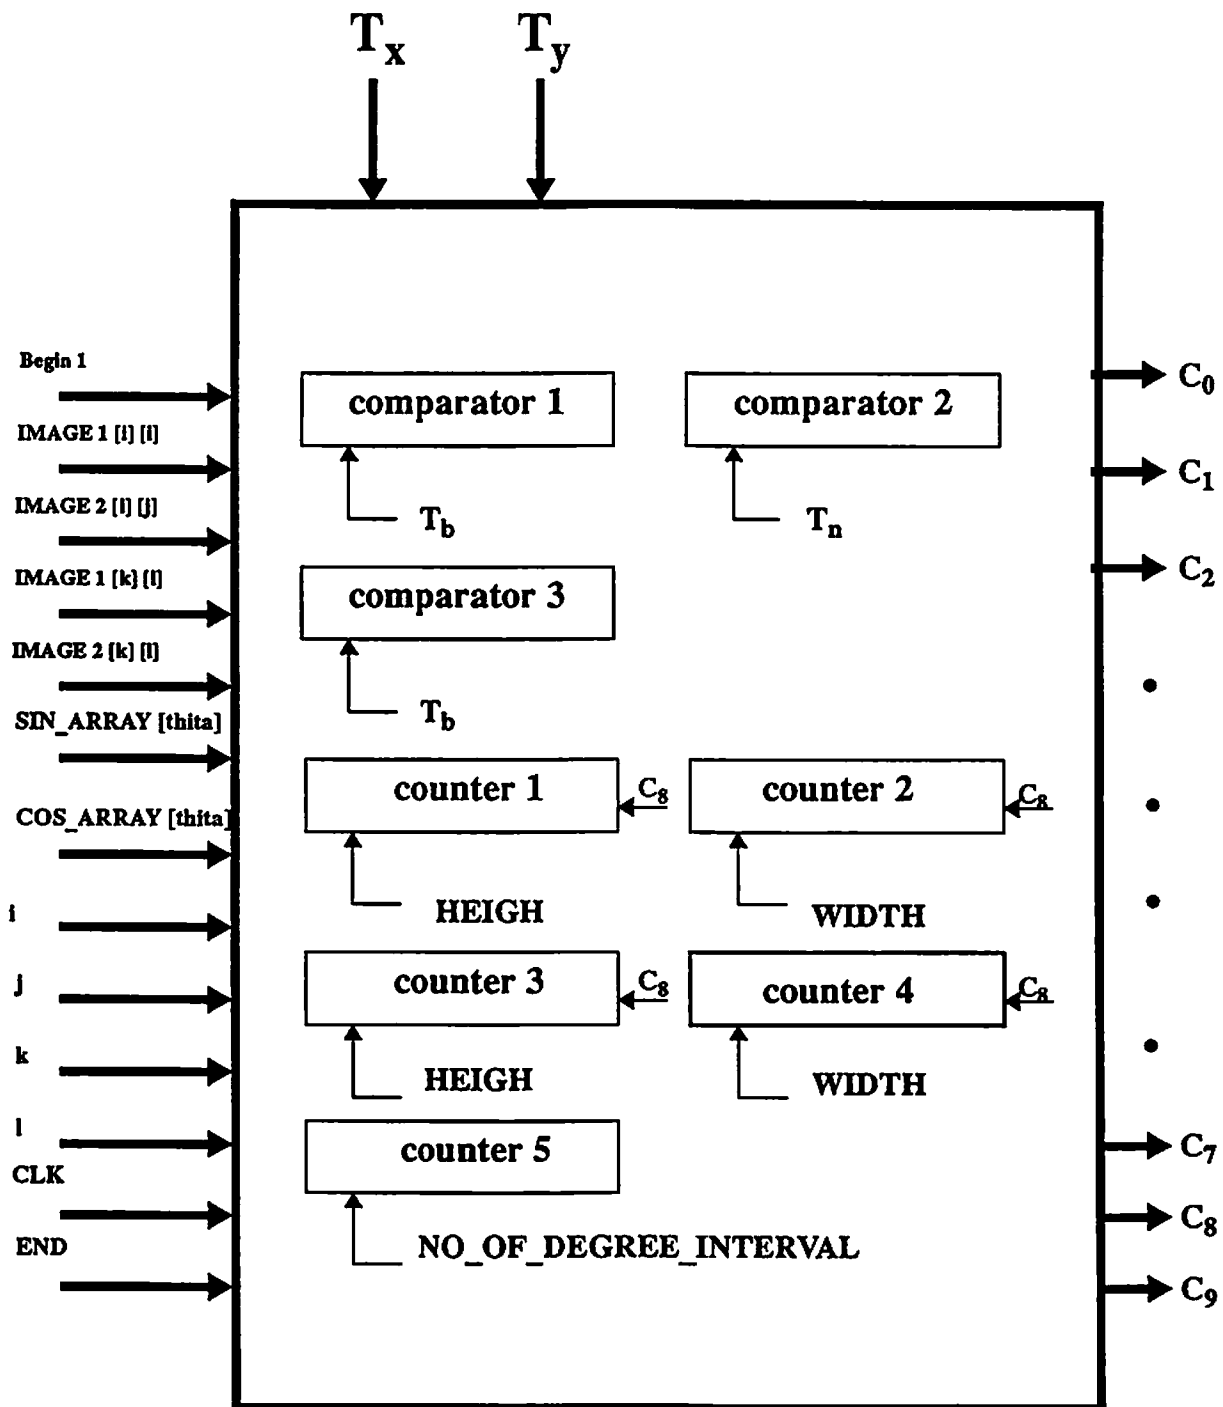 Tx Ty
Begin 1
IMAGE 1 [i] [i]
IMAGE 2 [i] [j]
IMAGE 1 [k] [l]
IMAGE 2 [k] [l]
SIN_ARRAY [thita]
COS_ARRAY [thita]
i
j
k
l
CLK
END
comparator 1
Tb
comparator 2
Tn
comparator 3
Tb
counter 1
C8
HEIGH
counter 2
C8
WIDTH
counter 3
C8
HEIGH
counter 4
C8
WIDTH
counter 5
NO_OF_DEGREE_INTERVAL
C0
C1
C2
C7
C8
C9